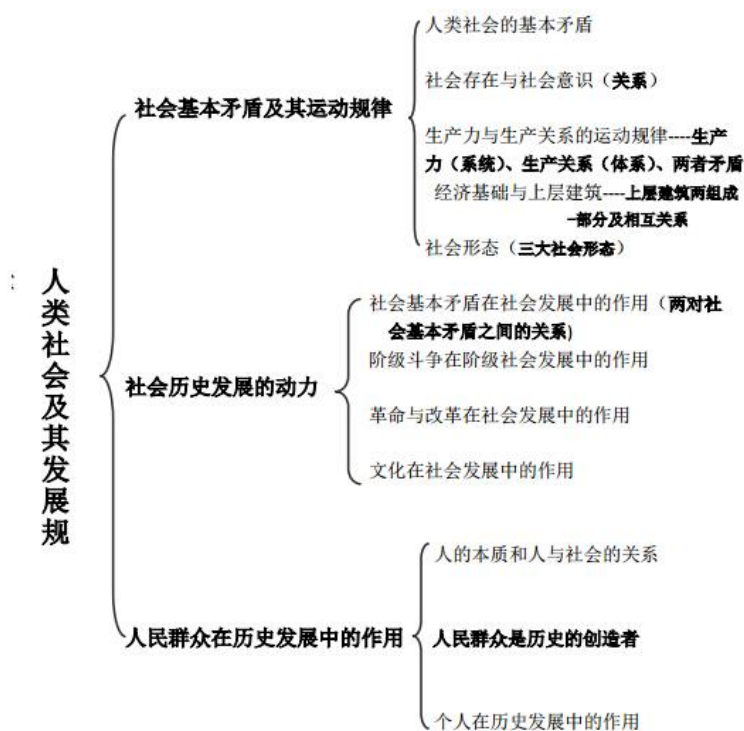 人类社会的基本矛盾
社会基本矛盾及其运动规律
社会存在与社会意识（关系）
生产力与生产关系的运动规律----生产
力（系统）、生产关系（体系）、两者矛盾
经济基础与上层建筑----上层建筑两组成
-部分及相互关系
社会形态（三大社会形态）
人类社会及其发展规
社会基本矛盾在社会发展中的作用（两对社
会基本矛盾之间的关系)
阶级斗争在阶级社会发展中的作用
社会历史发展的动力
革命与改革在社会发展中的作用
文化在社会发展中的作用
人的本质和人与社会的关系
人民群众在历史发展中的作用
人民群众是历史的创造者
个人在历史发展中的作用